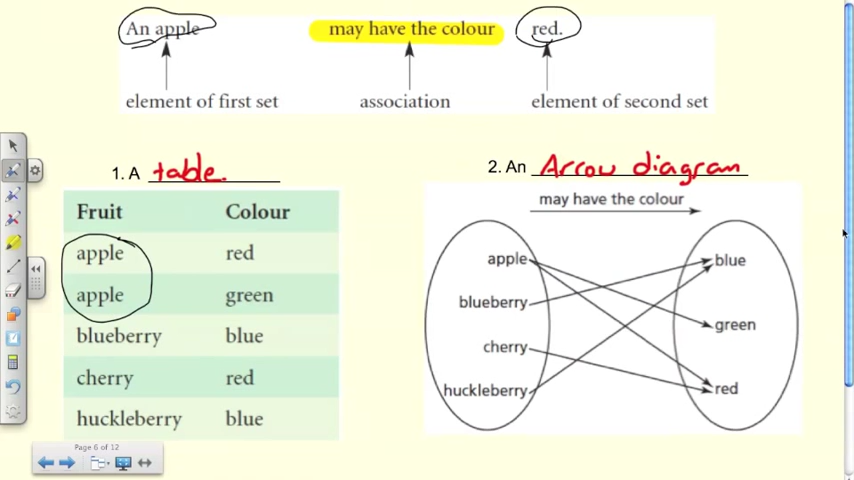 An apple may have the colour red.
element of first set association element of second set
1. A table.
2. An Arrow diagram
Fruit Colour
apple red
apple green
blueberry blue
cherry red
huckleberry blue
may have the colour
apple blue
blueberry
green
cherry
huckleberry red
Page 6 of 12